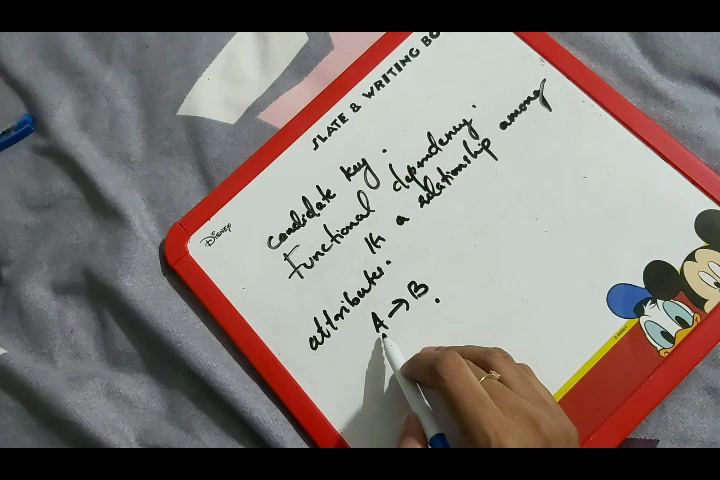 SLATE & WRITING BO
DISNEY
candidate key.
Functional dependency.
It's a relationship among
attributes.
A → B.